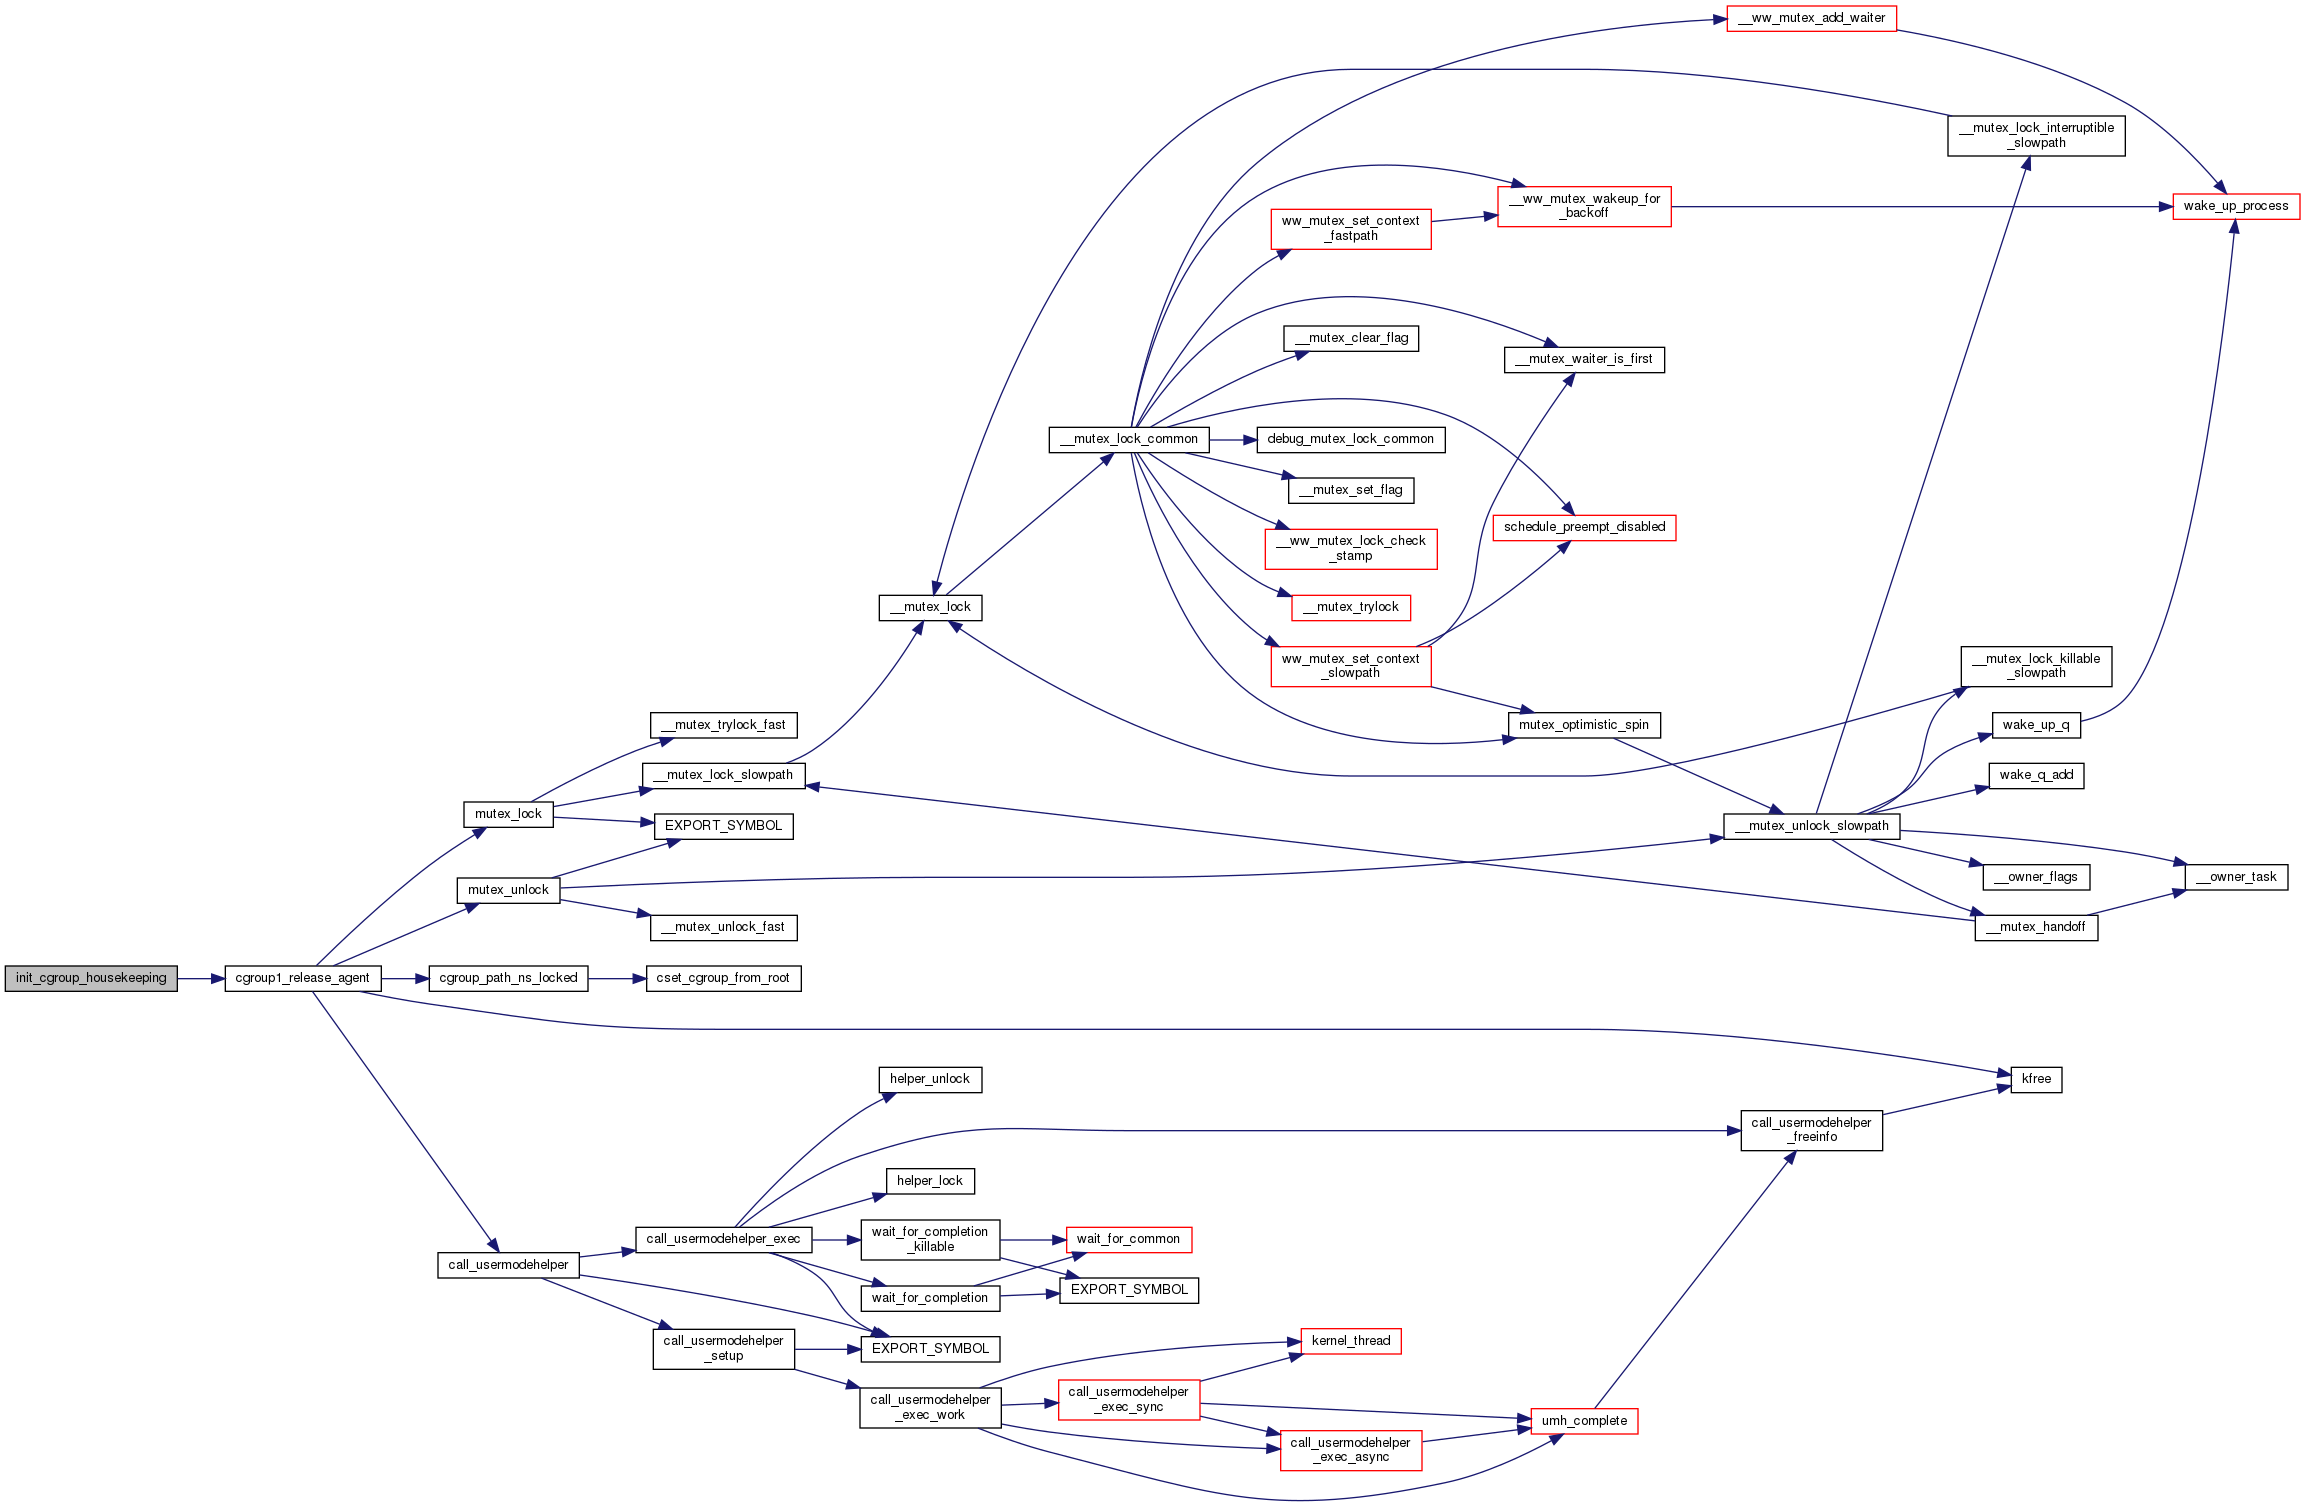 __ww_mutex_add_waiter
__mutex_lock_interruptible
_slowpath
__ww_mutex_wakeup_for
_backoff
wake_up_process
ww_mutex_set_context
_fastpath
__mutex_clear_flag
__mutex_waiter_is_first
__mutex_lock_common
debug_mutex_lock_common
__mutex_set_flag
schedule_preempt_disabled
__ww_mutex_lock_check
_stamp
__mutex_lock
__mutex_trylock
ww_mutex_set_context
_slowpath
__mutex_lock_killable
_slowpath
__mutex_trylock_fast
mutex_optimistic_spin
wake_up_q
__mutex_lock_slowpath
wake_q_add
mutex_lock
EXPORT_SYMBOL
__mutex_unlock_slowpath
mutex_unlock
__owner_flags
__owner_task
__mutex_unlock_fast
__mutex_handoff
init_cgroup_housekeeping
cgroup1_release_agent
cgroup_path_ns_locked
cset_cgroup_from_root
helper_unlock
kfree
call_usermodehelper
_freeinfo
helper_lock
call_usermodehelper_exec
wait_for_completion
_killable
wait_for_common
call_usermodehelper
wait_for_completion
EXPORT_SYMBOL
call_usermodehelper
_setup
EXPORT_SYMBOL
kernel_thread
call_usermodehelper
_exec_work
call_usermodehelper
_exec_sync
umh_complete
call_usermodehelper
_exec_async